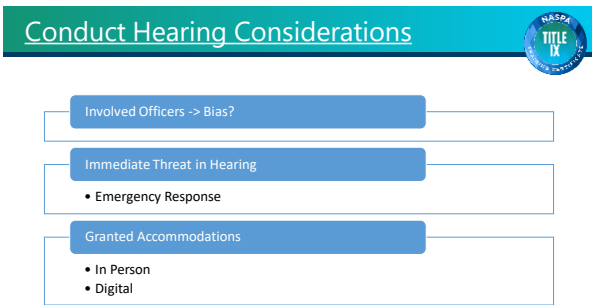 Conduct Hearing Considerations
NASPA
TITLE
IX
Involved Officers -> Bias?
Immediate Threat in Hearing
• Emergency Response
Granted Accommodations
• In Person
• Digital